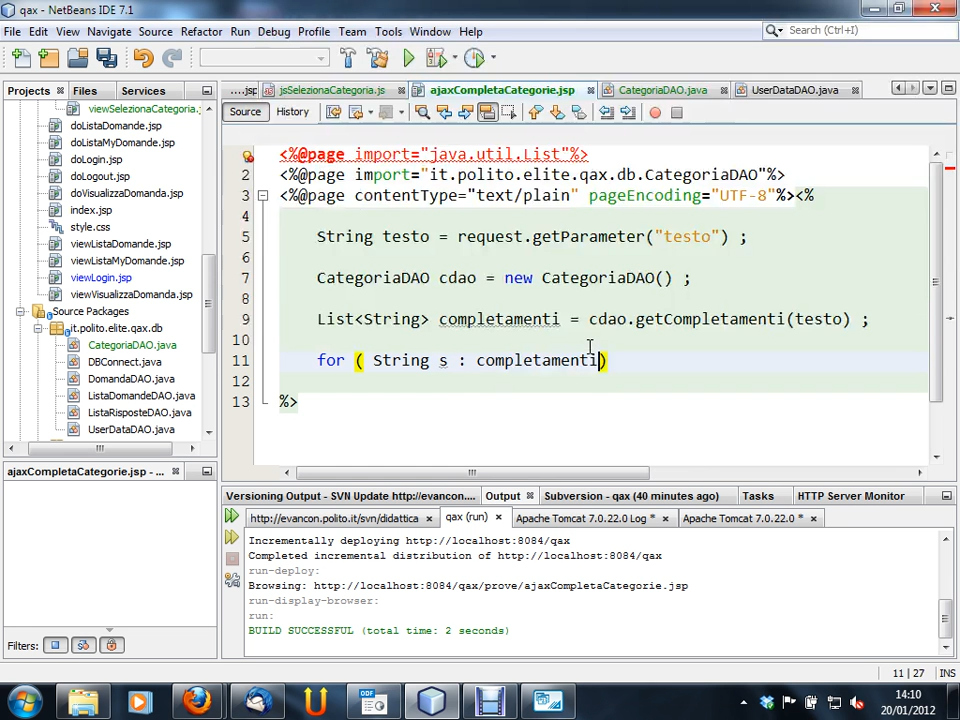 qax - NetBeans IDE 7.1
File Edit View Navigate Source Refactor Run Debug Profile Team Tools Window Help
Search (Ctrl+I)
Projects Files Services
viewSelezionaCategoria.
doListaDomande.jsp
doListaMyDomande.jsp
doLogin.jsp
doLogout.jsp
doVisualizzaDomanda.jsp
index.jsp
style.css
viewListaDomande.jsp
viewListaMyDomande.jsp
viewLogin.jsp
viewVisualizzaDomanda.jsp
Source Packages
it.polito.elite.qax.db
CategoriaDAO.java
DBConnect.java
DomandaDAO.java
ListaDomandeDAO.java
ListaRisposteDAO.java
UserDataDAO.java
ajaxCompletaCategorie.jsp - ...
Filters:
...jsp jsSelezionaCategoria.js ajaxCompletaCategorie.jsp CategoriaDAO.java UserDataDAO.java
Source History
<%@page import="java.util.List"%>
2 <%@page import="it.polito.elite.qax.db.CategoriaDAO"%>
3 <%@page contentType="text/plain" pageEncoding="UTF-8"%><%
4
5 String testo = request.getParameter("testo") ;
6
7 CategoriaDAO cdao = new CategoriaDAO() ;
8
9 List<String> completamenti = cdao.getCompletamenti(testo) ;
10
11 for ( String s : completamenti)
12
13 %>
Versioning Output - SVN Update http://evancon.... Output Subversion - qax (40 minutes ago) Tasks HTTP Server Monitor
http://evancon.polito.it/svn/didattica qax (run) Apache Tomcat 7.0.22.0 Log * Apache Tomcat 7.0.22.0 *
Incrementally deploying http://localhost:8084/qax
Completed incremental distribution of http://localhost:8084/qax
run-deploy:
Browsing: http://localhost:8084/qax/prove/ajaxCompletaCategorie.jsp
run-display-browser:
run:
BUILD SUCCESSFUL (total time: 2 seconds)
11 | 27 INS
14:10
20/01/2012